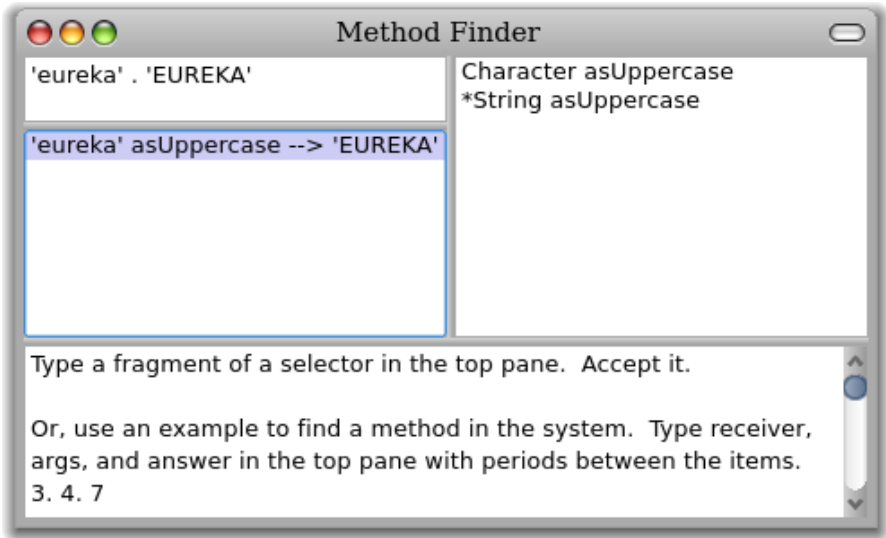 Method Finder
'eureka' . 'EUREKA'
'eureka' asUppercase --> 'EUREKA'
Character asUppercase
*String asUppercase
Type a fragment of a selector in the top pane.  Accept it.
Or, use an example to find a method in the system.  Type receiver,
args, and answer in the top pane with periods between the items.
3. 4. 7